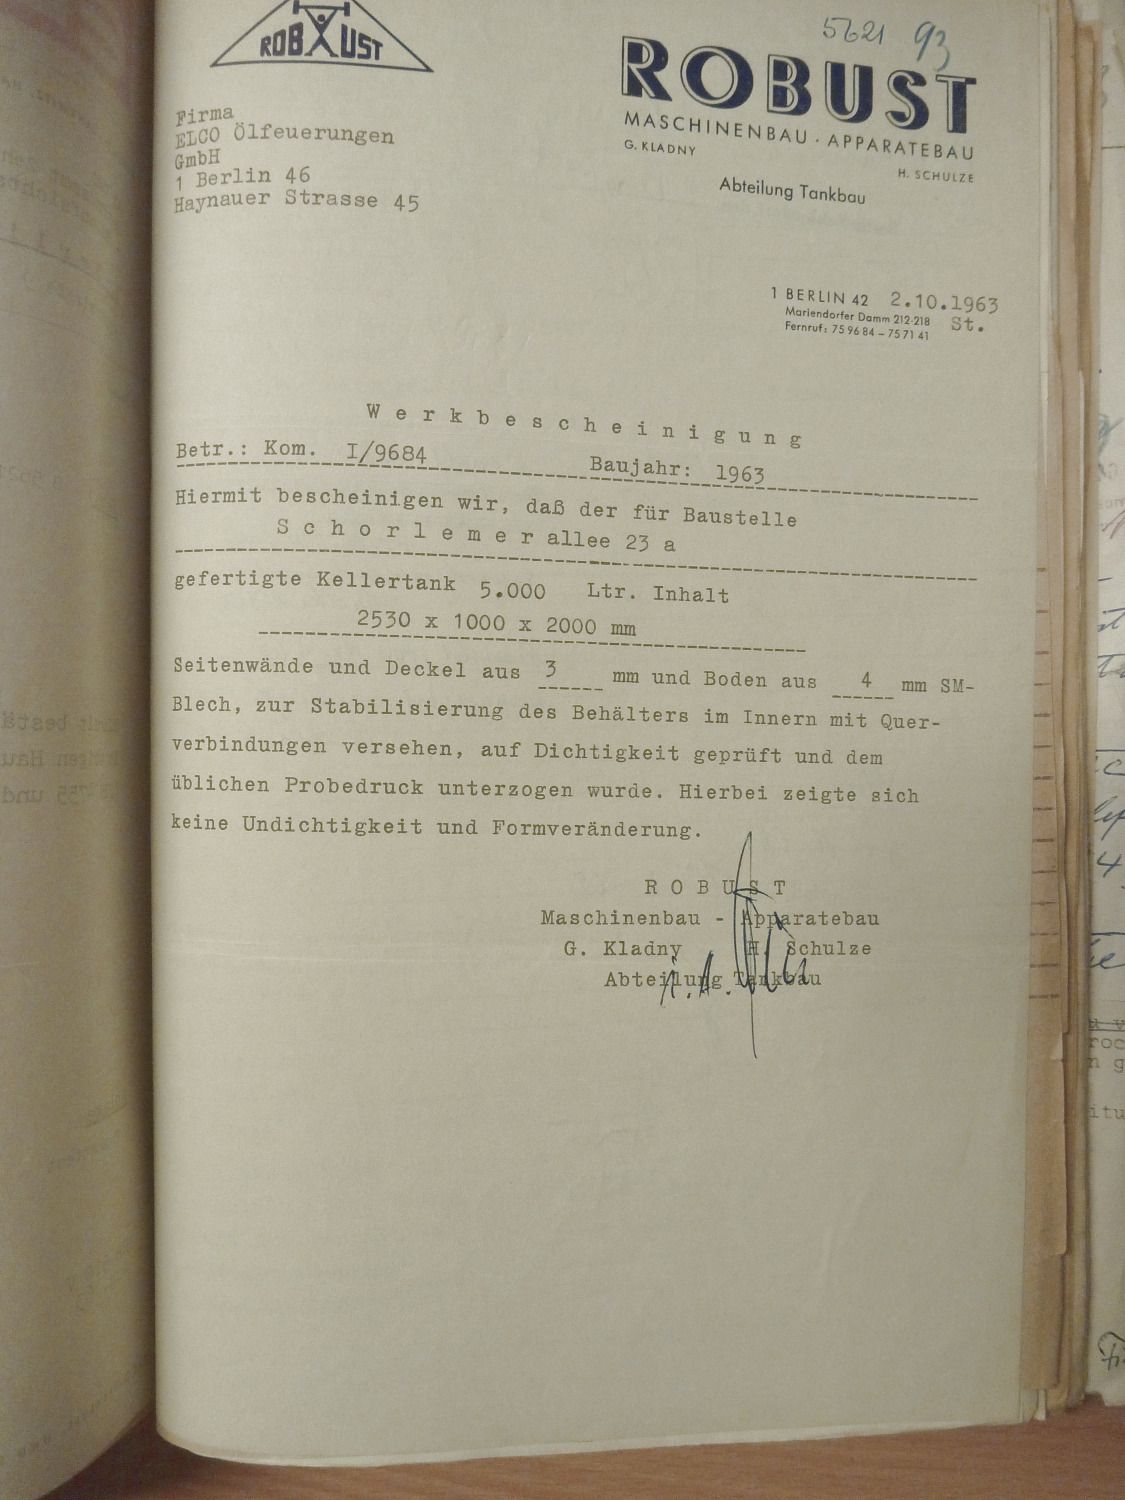 5621 93
ROBUST
ROBUST
MASCHINENBAU · APPARATEBAU
G. KLADNY
H. SCHULZE
Abteilung Tankbau
Firma
ELCO Ölfeuerungen
GmbH
1 Berlin 46
Haynauer Strasse 45
1 BERLIN 42 2.10.1963
Mariendorfer Damm 212-218 St.
Fernruf: 75 96 84 – 75 71 41
W e r k b e s c h e i n i g u n g
Betr.: Kom. I/9684 Baujahr: 1963
Hiermit bescheinigen wir, daß der für Baustelle
S c h o r l e m e r allee 23 a
gefertigte Kellertank 5.000 Ltr. Inhalt
2530 x 1000 x 2000 mm
Seitenwände und Deckel aus 3 mm und Boden aus 4 mm SM-
Blech, zur Stabilisierung des Behälters im Innern mit Quer-
verbindungen versehen, auf Dichtigkeit geprüft und dem
üblichen Probedruck unterzogen wurde. Hierbei zeigte sich
keine Undichtigkeit und Formveränderung.
R O B U S T
Maschinenbau - Apparatebau
G. Kladny H. Schulze
Abteilung Tankbau